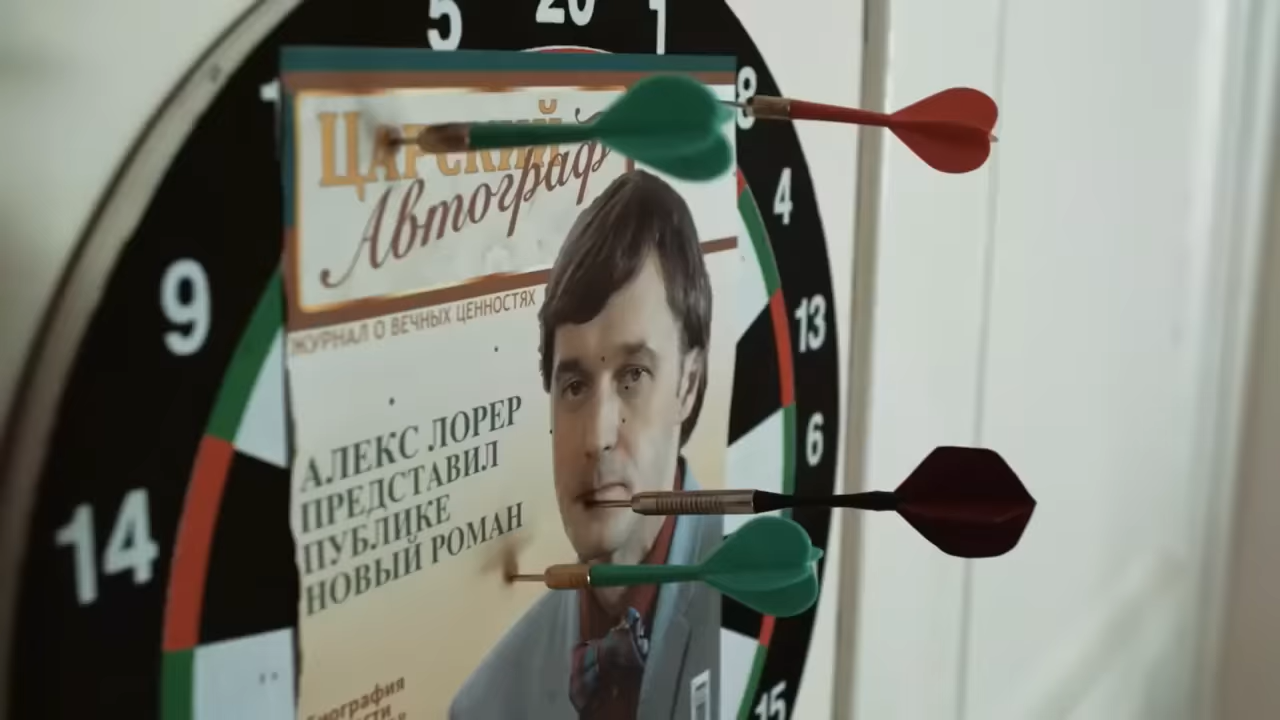 5 20 1
8
4
13
6
15
9
14
ЦАРСКИЙ
Автограф
ЖУРНАЛ О ВЕЧНЫХ ЦЕННОСТЯХ
АЛЕКС ЛОРЕР
ПРЕДСТАВИЛ
ПУБЛИКЕ
НОВЫЙ РОМАН